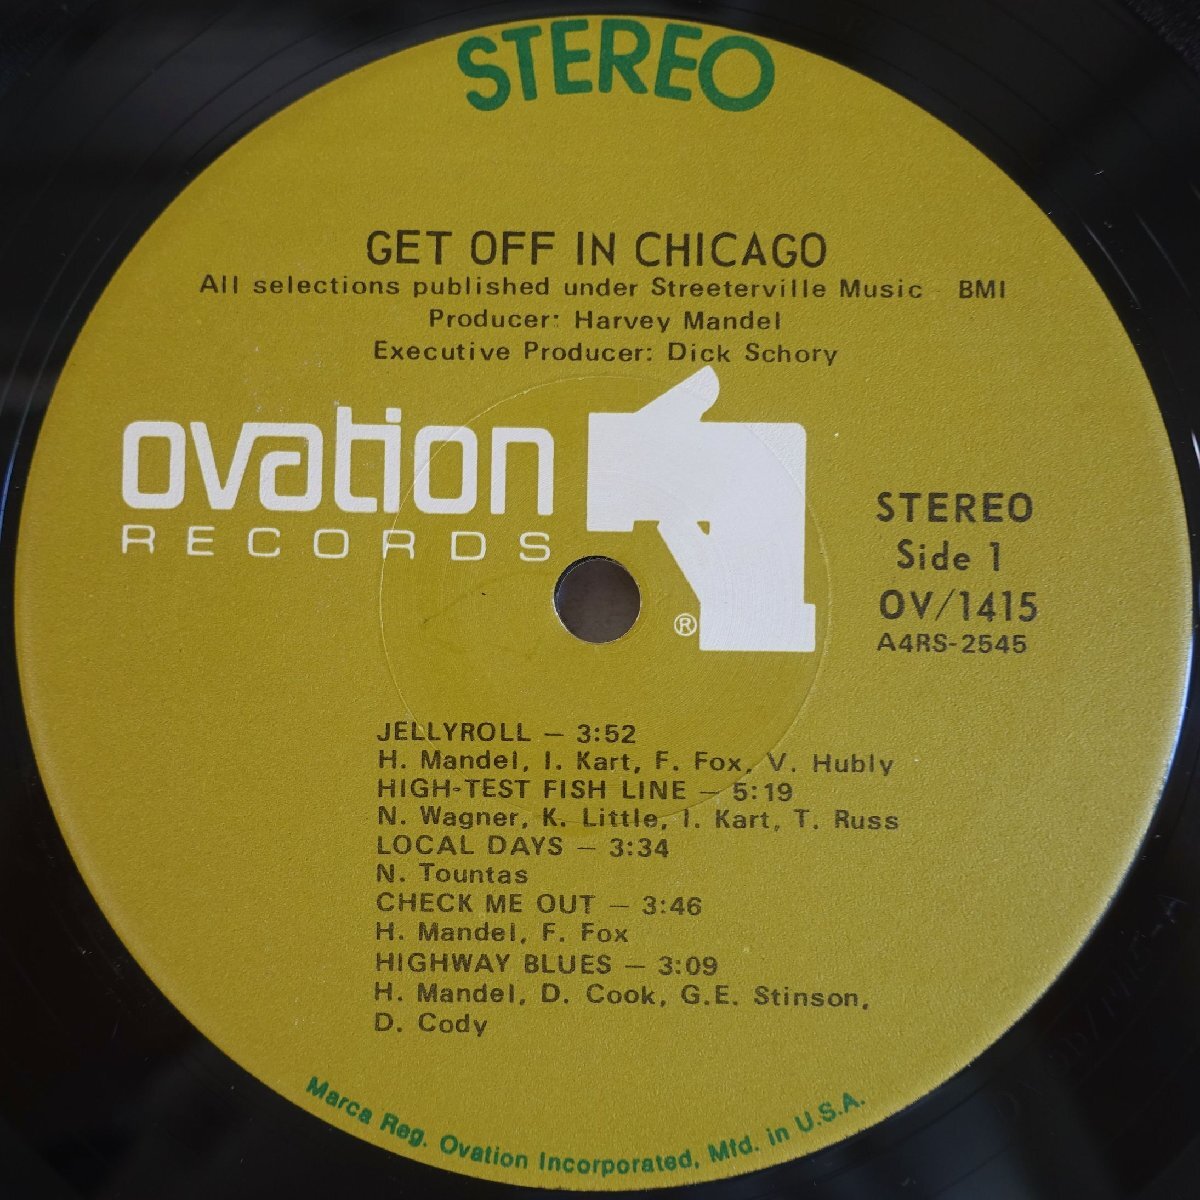 STEREO
GET OFF IN CHICAGO
All selections published under Streeterville Music - BMI
Producer: Harvey Mandel
Executive Producer: Dick Schory
ovation
RECORDS
®
STEREO
Side 1
OV/1415
A4RS-2545
JELLYROLL — 3:52
H. Mandel, I. Kart, F. Fox, V. Hubly
HIGH-TEST FISH LINE — 5:19
N. Wagner, K. Little, I. Kart, T. Russ
LOCAL DAYS — 3:34
N. Tountas
CHECK ME OUT — 3:46
H. Mandel, F. Fox
HIGHWAY BLUES — 3:09
H. Mandel, D. Cook, G.E. Stinson,
D. Cody
Marca Reg. Ovation Incorporated, Mfd. in U.S.A.